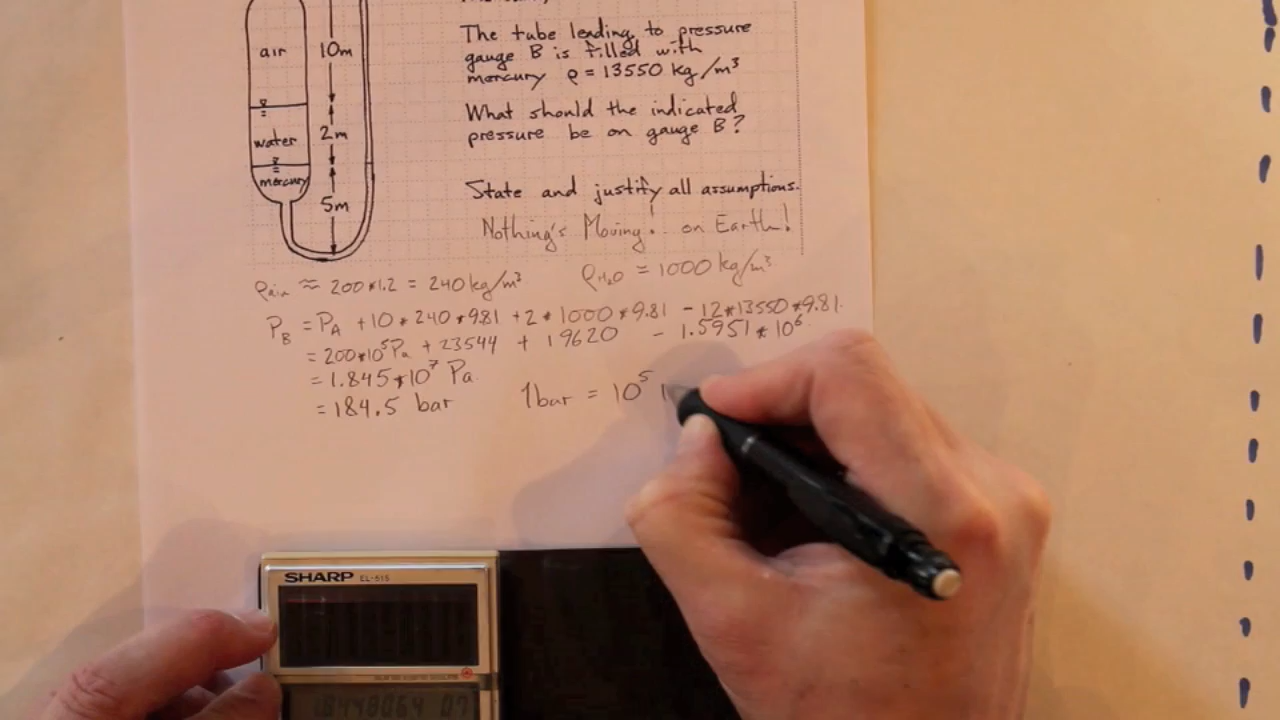 The tube leading to pressure
gauge B is filled with
mercury ρ = 13550 kg/m³
What should the indicated
pressure be on gauge B?
State and justify all assumptions.
Nothing's Moving! on Earth!
air
10m
water
2m
mercury
5m
ρair ≈ 200*1.2 = 240 kg/m³
ρH₂O = 1000 kg/m³
PB = PA + 10*240*9.81 + 2*1000*9.81 - 12*13550*9.81
= 200*10⁵Pa + 23544 + 19620 - 1.5951*10⁶
= 1.845*10⁷ Pa
= 184.5 bar
1bar = 10⁵
SHARP EL-515